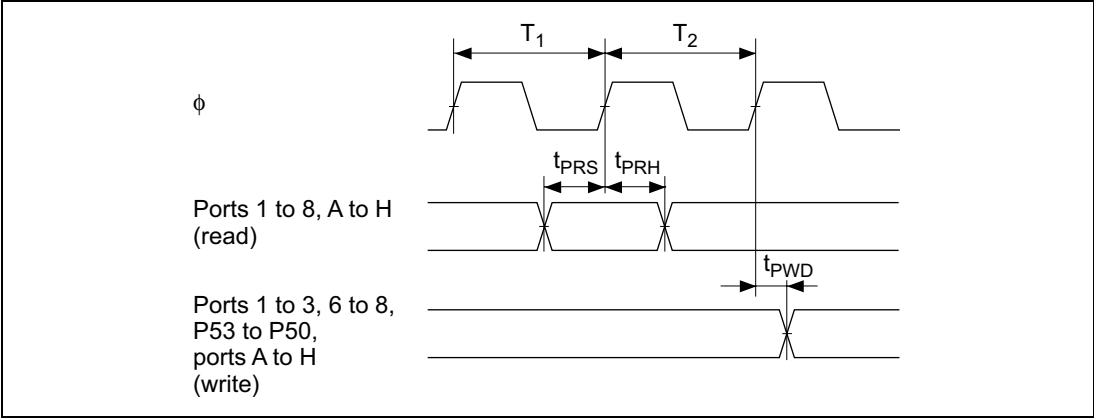 T1 T2
ϕ
tPRS tPRH
Ports 1 to 8, A to H
(read)
tPWD
Ports 1 to 3, 6 to 8,
P53 to P50,
ports A to H
(write)